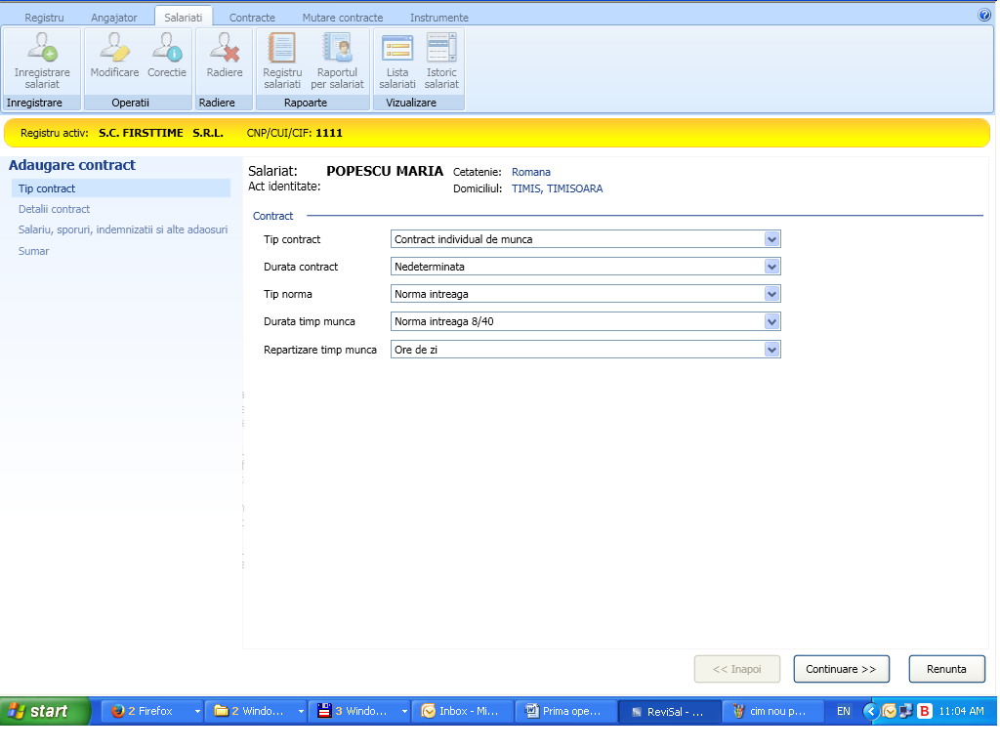 Registru Angajator Salariati Contracte Mutare contracte Instrumente
Inregistrare salariat
Modificare Corectie
Radiere
Registru salariati
Raportul per salariat
Lista salariati
Istoric salariat
Inregistrare Operatii Radiere Rapoarte Vizualizare
Registru activ: S.C. FIRSTTIME S.R.L. CNP/CUI/CIF: 1111
Adaugare contract
Tip contract
Detalii contract
Salariu, sporuri, indemnizatii si alte adaosuri
Sumar
Salariat: POPESCU MARIA Cetatenie: Romana
Act identitate: Domiciliul: TIMIS, TIMISOARA
Contract
Tip contract Contract individual de munca
Durata contract Nedeterminata
Tip norma Norma intreaga
Durata timp munca Norma intreaga 8/40
Repartizare timp munca Ore de zi
<< Inapoi Continuare >> Renunta
start 2 Firefox 2 Windo... 3 Windo... Inbox - Mi... Prima ope... ReviSal - ... cim nou p... EN B 11:04 AM